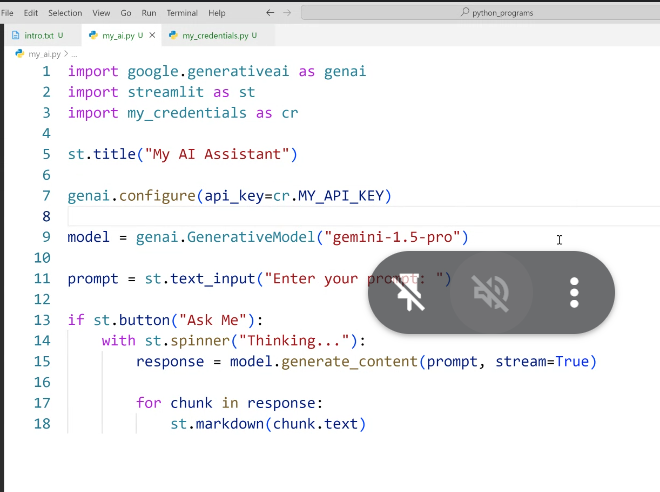 File Edit Selection View Go Run Terminal Help python_programs
intro.txt U my_ai.py U my_credentials.py U
my_ai.py > ...
1 import google.generativeai as genai
2 import streamlit as st
3 import my_credentials as cr
4
5 st.title("My AI Assistant")
6
7 genai.configure(api_key=cr.MY_API_KEY)
8
9 model = genai.GenerativeModel("gemini-1.5-pro")
10
11 prompt = st.text_input("Enter your prompt: ")
12
13 if st.button("Ask Me"):
14 with st.spinner("Thinking..."):
15 response = model.generate_content(prompt, stream=True)
16
17 for chunk in response:
18 st.markdown(chunk.text)